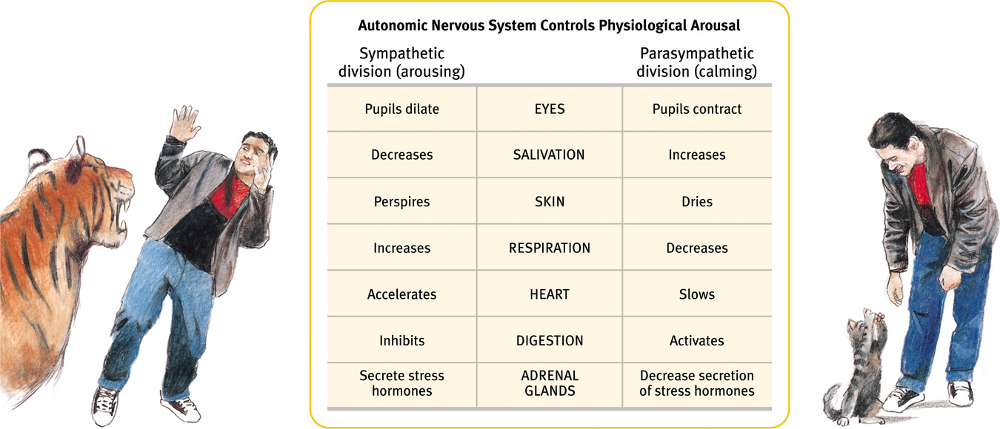 Autonomic Nervous System Controls Physiological Arousal
Sympathetic
division (arousing)
Parasympathetic
division (calming)
Pupils dilate
EYES
Pupils contract
Decreases
SALIVATION
Increases
Perspires
SKIN
Dries
Increases
RESPIRATION
Decreases
Accelerates
HEART
Slows
Inhibits
DIGESTION
Activates
Secrete stress
hormones
ADRENAL
GLANDS
Decrease secretion
of stress hormones